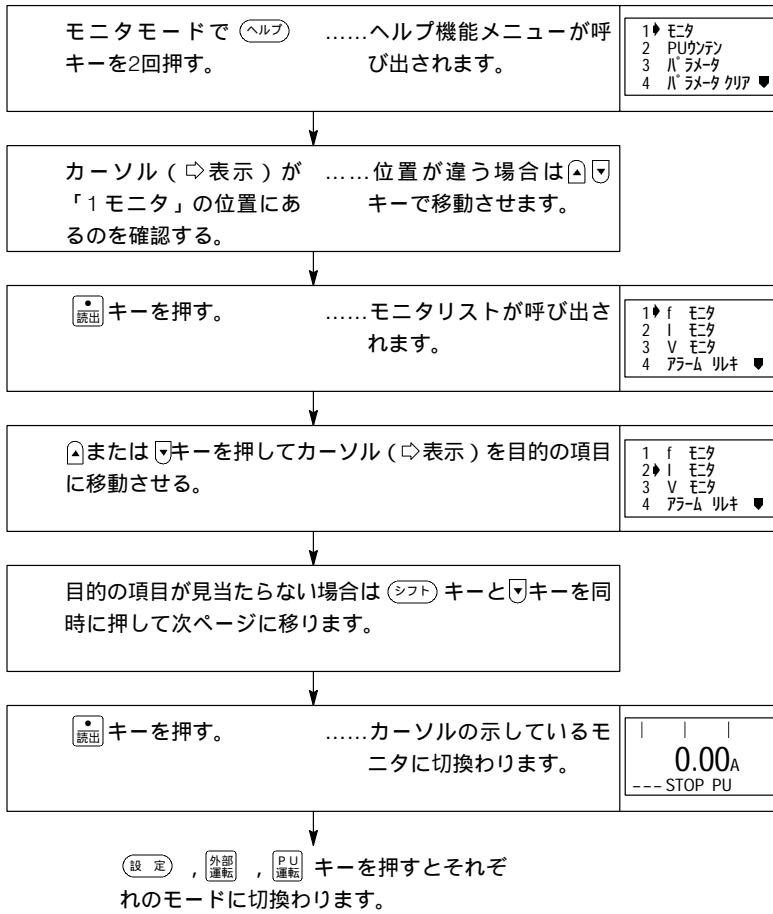 モニタモードで ヘルプ ……ヘルプ機能メニューが呼
キーを2回押す。 び出されます。
1 モニタ
2 PUウンテン
3 パラメータ
4 パラメータ クリア
カーソル(⇨表示)が ……位置が違う場合は▲▼
「1 モニタ」の位置にあ キーで移動させます。
るのを確認する。
読出 キーを押す。 ……モニタリストが呼び出さ
れます。
1 f モニタ
2 I モニタ
3 V モニタ
4 アラーム リレキ
▲または▼キーを押してカーソル(⇨表示)を目的の項目
に移動させる。
1 f モニタ
2 I モニタ
3 V モニタ
4 アラーム リレキ
目的の項目が見当たらない場合は シフト キーと▼キーを同
時に押して次ページに移ります。
読出 キーを押す。 ……カーソルの示しているモ
ニタに切換わります。
0.00A
--- STOP PU
設 定 , 外部運転 , PU運転 キーを押すとそれぞ
れのモードに切換わります。